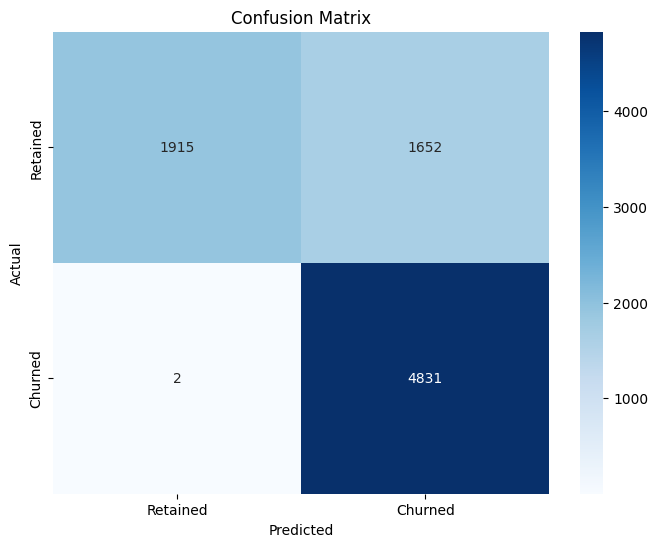 Confusion Matrix
Retained
1915
1652
4000
3000
Actual
2000
Churned
2
4831
1000
Retained
Churned
Predicted